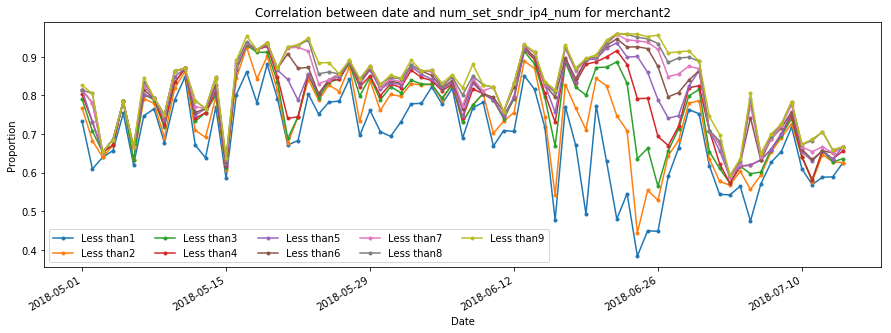 Correlation between date and num_set_sndr_ip4_num for merchant2
Proportion
0.9
0.8
0.7
0.6
0.5
0.4
Less than1 Less than3 Less than5 Less than7 Less than9
Less than2 Less than4 Less than6 Less than8
2018-05-01 2018-05-15 2018-05-29 2018-06-12 2018-06-26 2018-07-10
Date